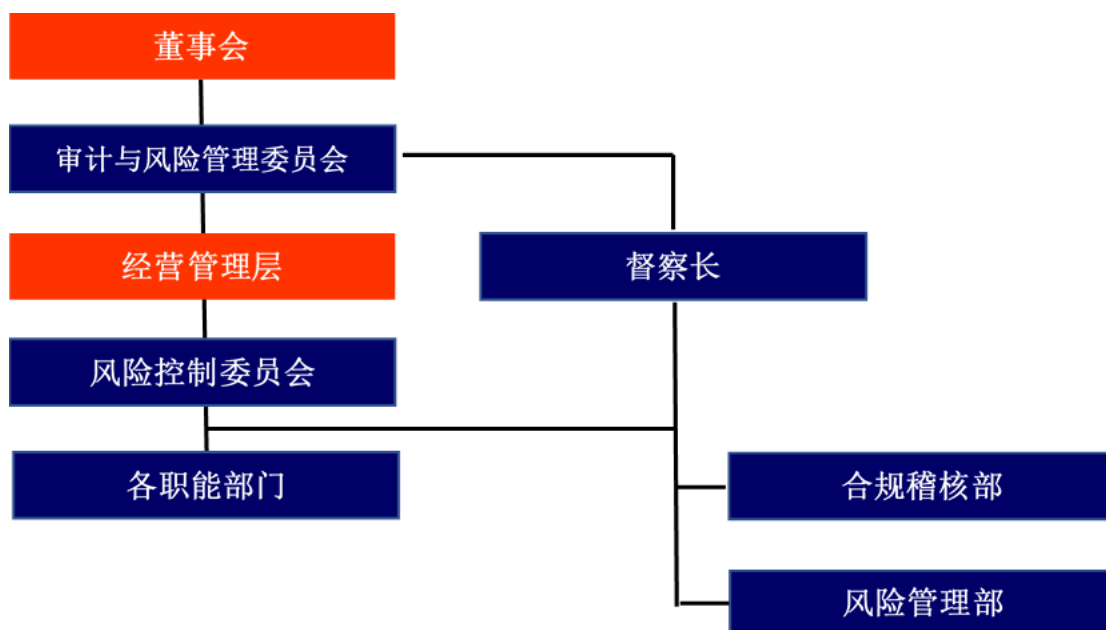 董事会
审计与风险管理委员会
经营管理层
督察长
风险控制委员会
各职能部门
合规稽核部
风险管理部